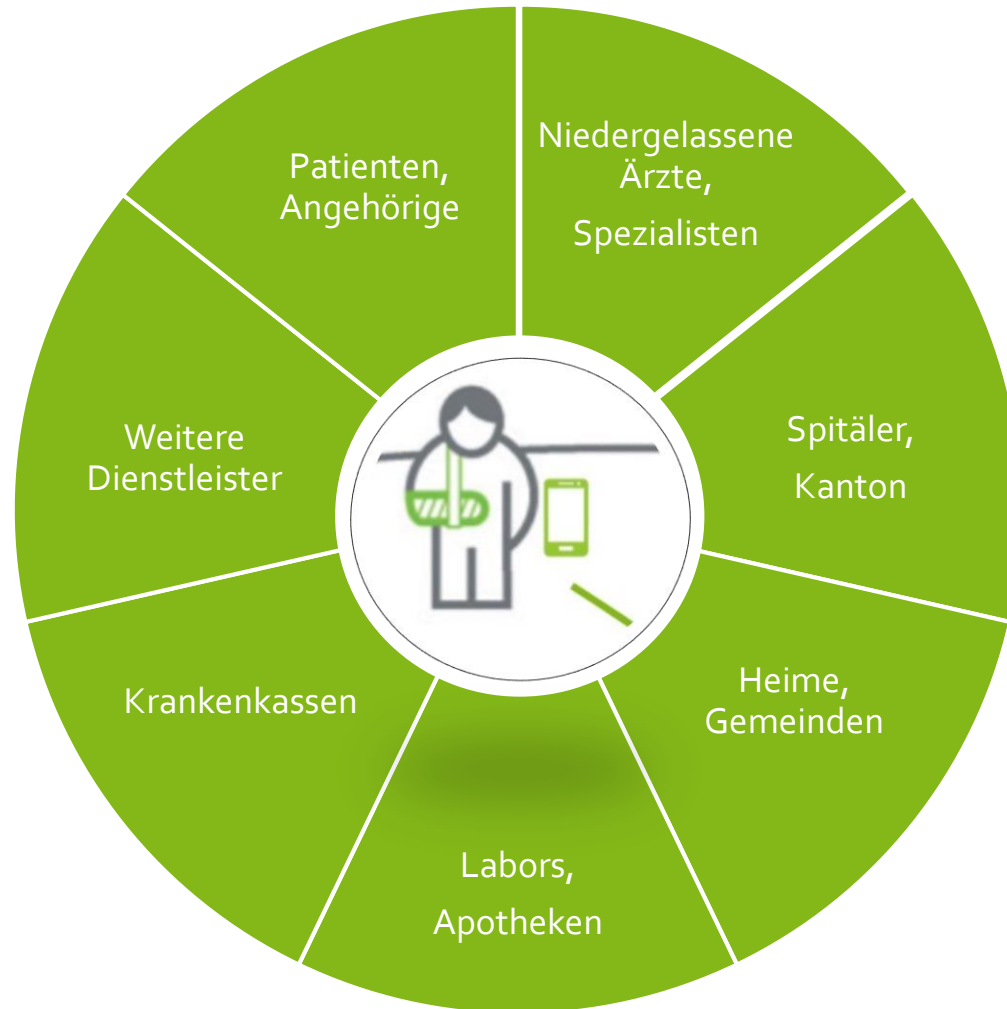 Niedergelassene
Ärzte,
Spezialisten
Spitäler,
Kanton
Heime,
Gemeinden
Labors,
Apotheken
Krankenkassen
Weitere
Dienstleister
Patienten,
Angehörige